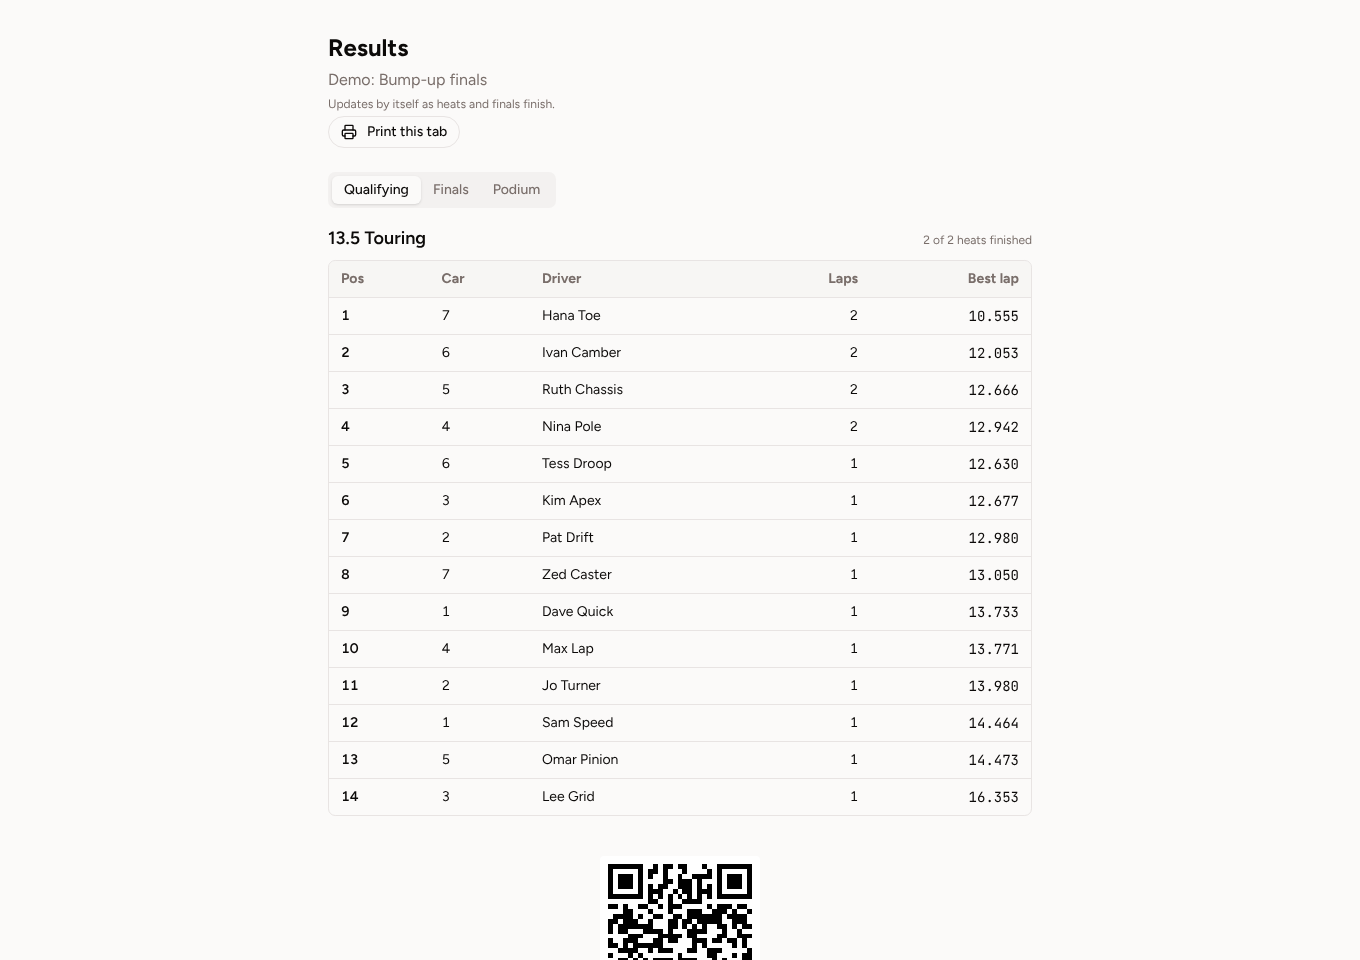 Results
Demo: Bump-up finals
Updates by itself as heats and finals finish.
Print this tab
Qualifying Finals Podium
13.5 Touring 2 of 2 heats finished
Pos Car Driver Laps Best lap
1 7 Hana Toe 2 10.555
2 6 Ivan Camber 2 12.053
3 5 Ruth Chassis 2 12.666
4 4 Nina Pole 2 12.942
5 6 Tess Droop 1 12.630
6 3 Kim Apex 1 12.677
7 2 Pat Drift 1 12.980
8 7 Zed Caster 1 13.050
9 1 Dave Quick 1 13.733
10 4 Max Lap 1 13.771
11 2 Jo Turner 1 13.980
12 1 Sam Speed 1 14.464
13 5 Omar Pinion 1 14.473
14 3 Lee Grid 1 16.353